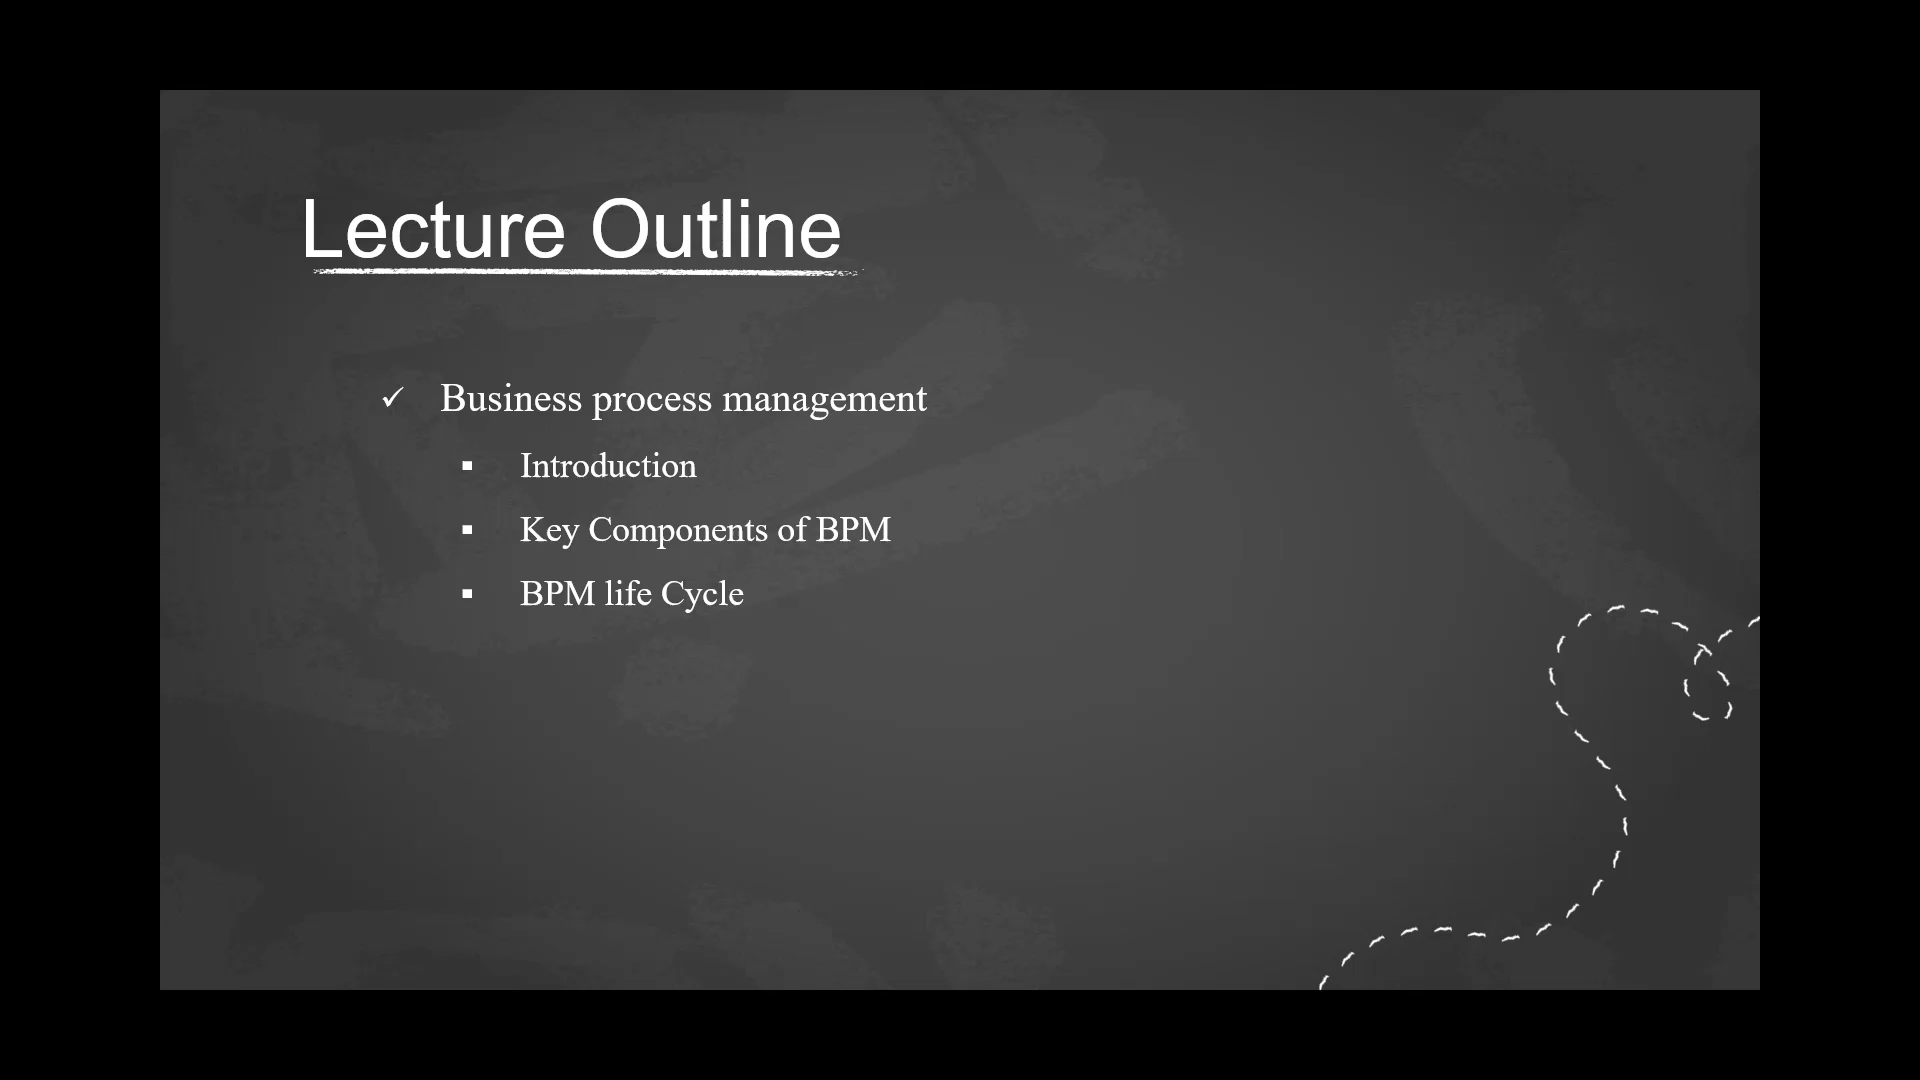 Lecture Outline
✓ Business process management
▪ Introduction
▪ Key Components of BPM
▪ BPM life Cycle